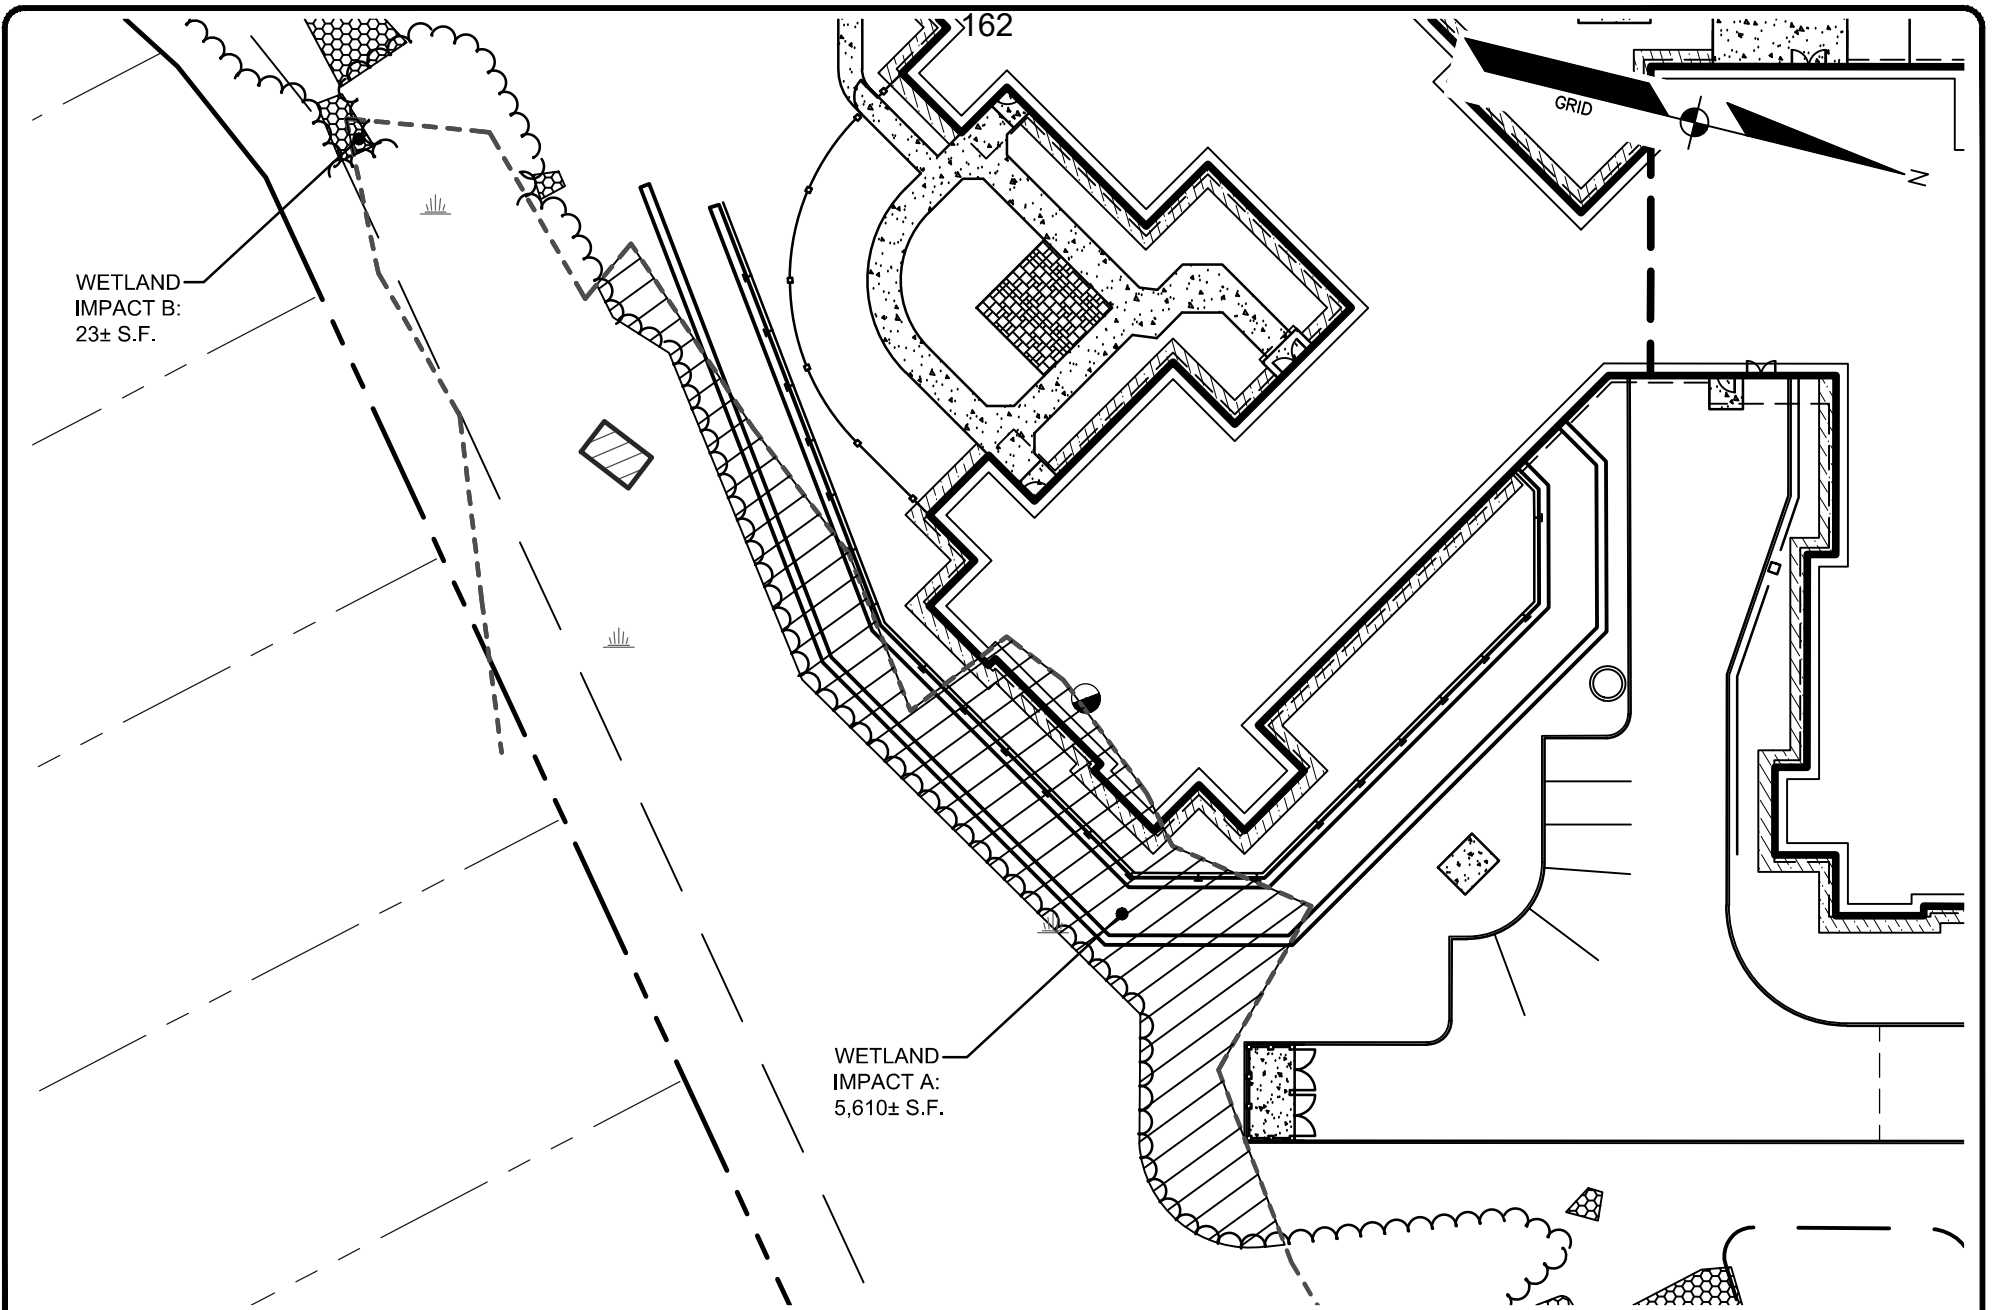 162
GRID
N
WETLAND
IMPACT B:
23± S.F.
WETLAND
IMPACT A:
5,610± S.F.